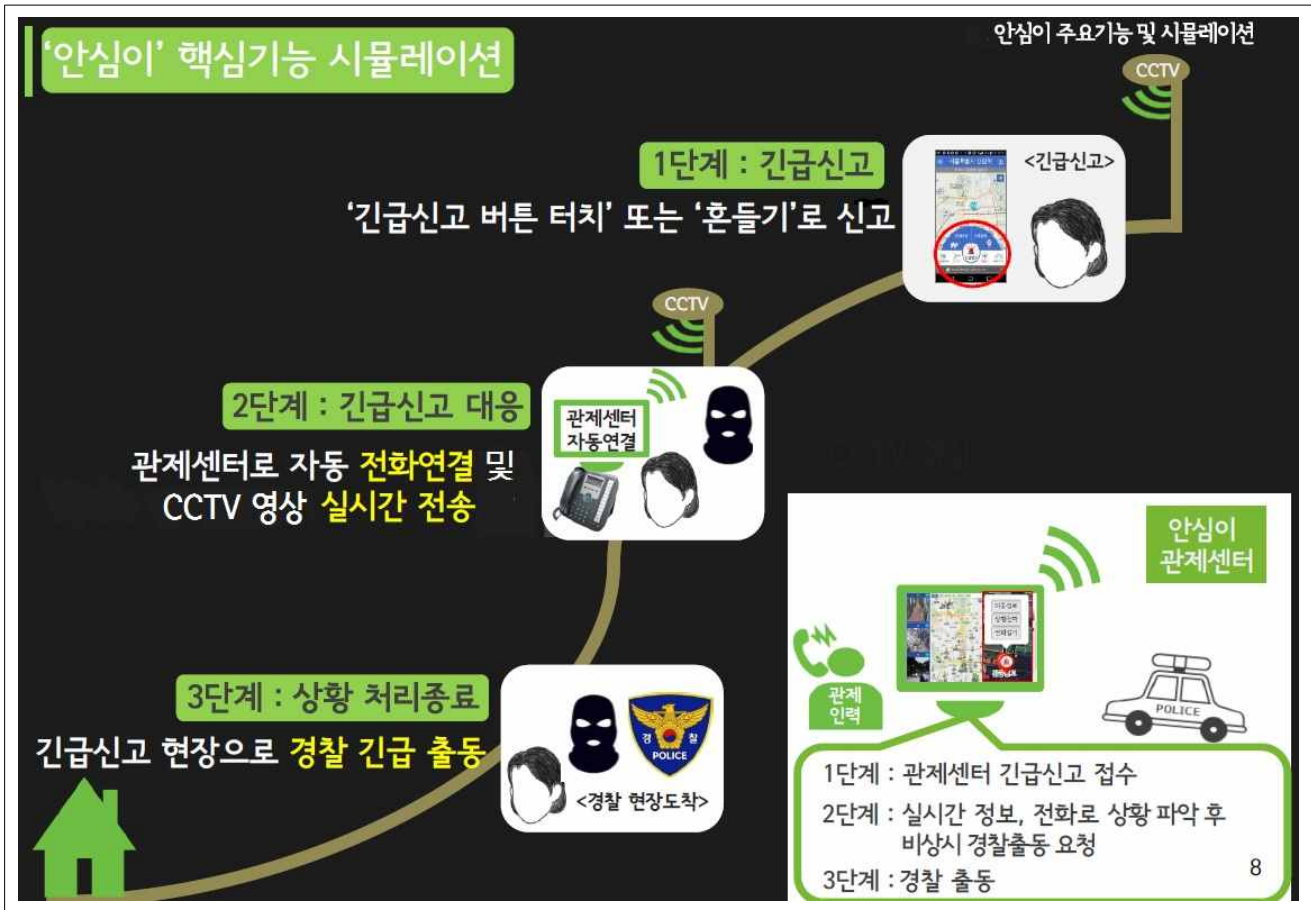 '안심이' 핵심기능 시뮬레이션
안심이 주요기능 및 시뮬레이션
CCTV
1단계 : 긴급신고
'긴급신고 버튼 터치' 또는 '흔들기'로 신고
<긴급신고>
CCTV
2단계 : 긴급신고 대응
관제센터로 자동 전화연결 및
CCTV 영상 실시간 전송
관제센터
자동연결
3단계 : 상황 처리종료
긴급신고 현장으로 경찰 긴급 출동
경찰
POLICE
<경찰 현장도착>
안심이
관제센터
관제
인력
POLICE
1단계 : 관제센터 긴급신고 접수
2단계 : 실시간 정보, 전화로 상황 파악 후
비상시 경찰출동 요청
3단계 : 경찰 출동
8